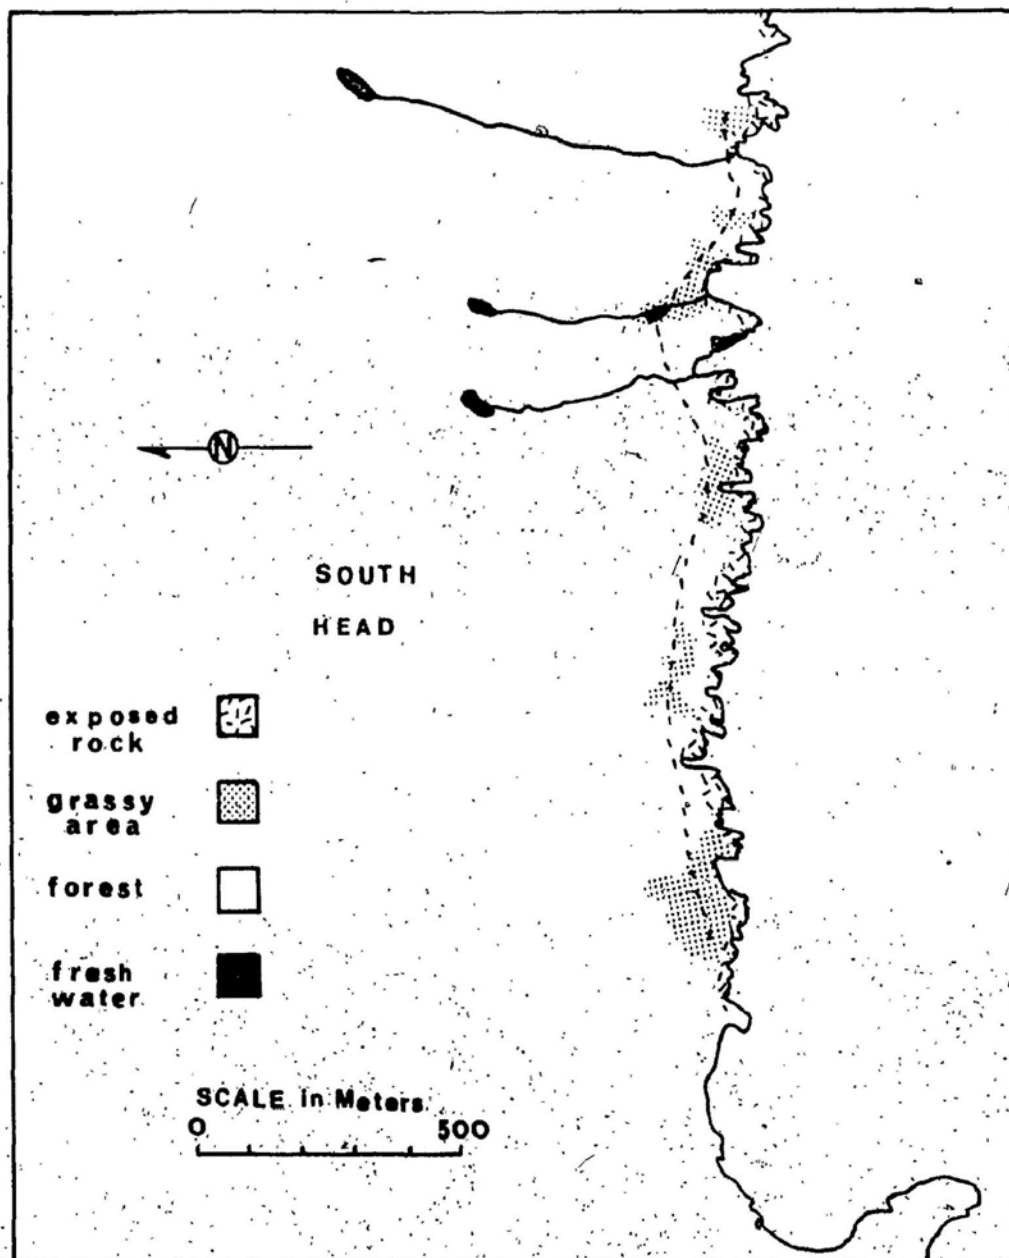 N
SOUTH
HEAD
exposed
rock
grassy
area
forest
fresh
water
SCALE in Meters
0 500